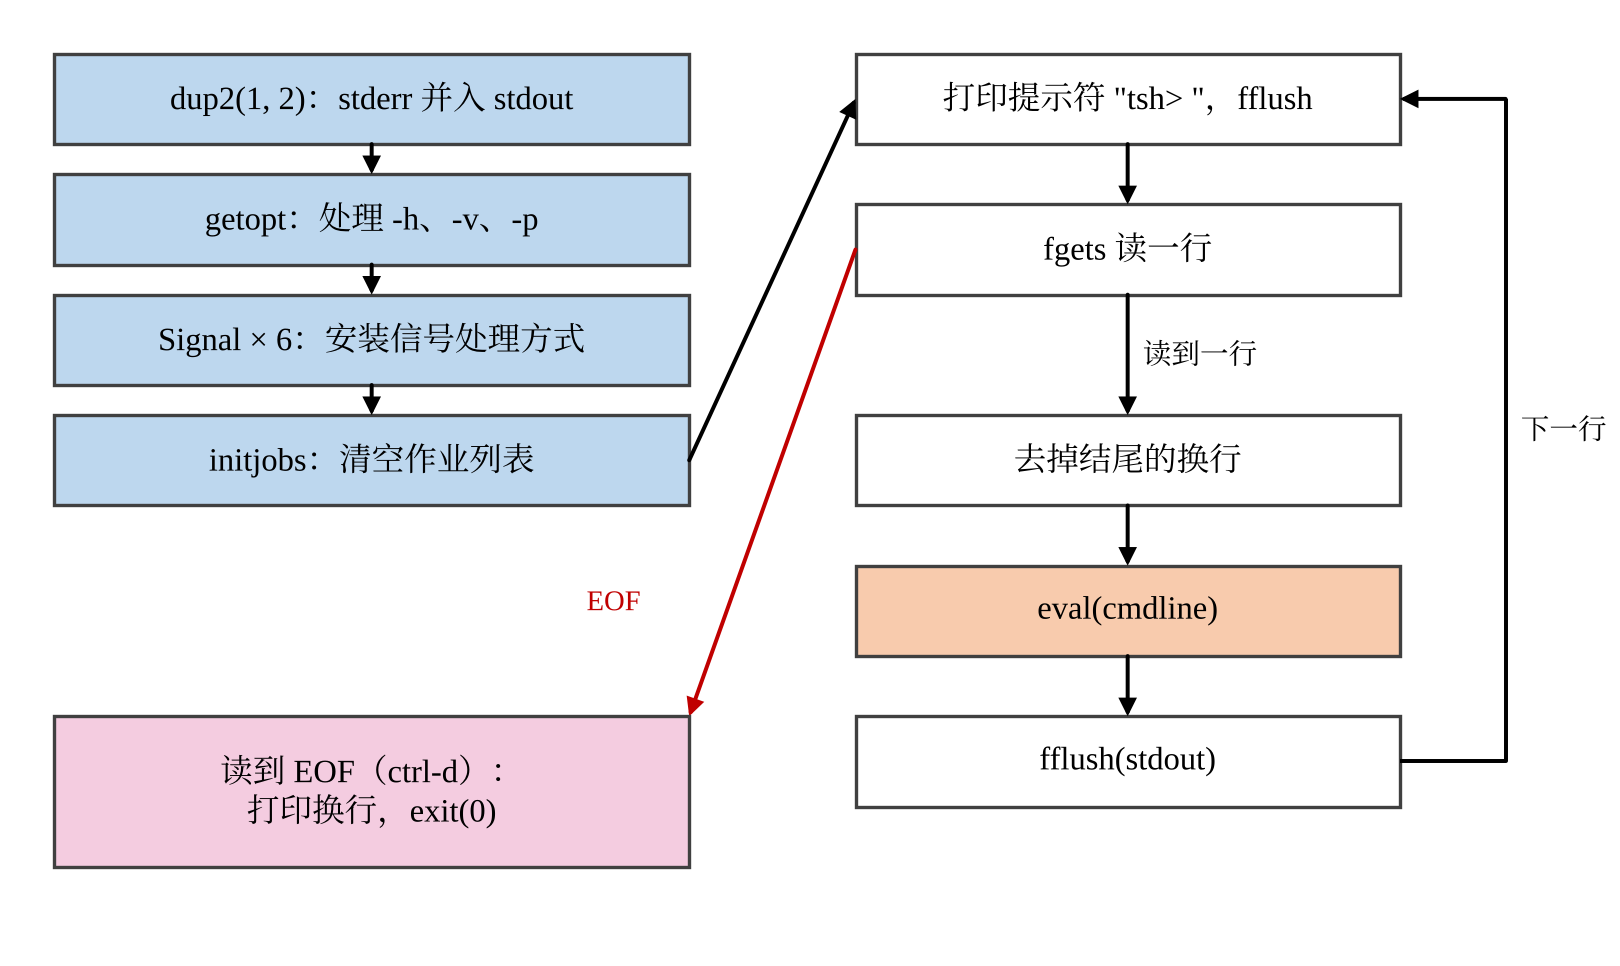 dup2(1, 2)：stderr 并入 stdout
getopt：处理 -h、-v、-p
Signal × 6：安装信号处理方式
initjobs：清空作业列表
打印提示符 "tsh> "，fflush
fgets 读一行
读到一行
去掉结尾的换行
eval(cmdline)
fflush(stdout)
下一行
EOF
读到 EOF（ctrl-d）：
打印换行，exit(0)